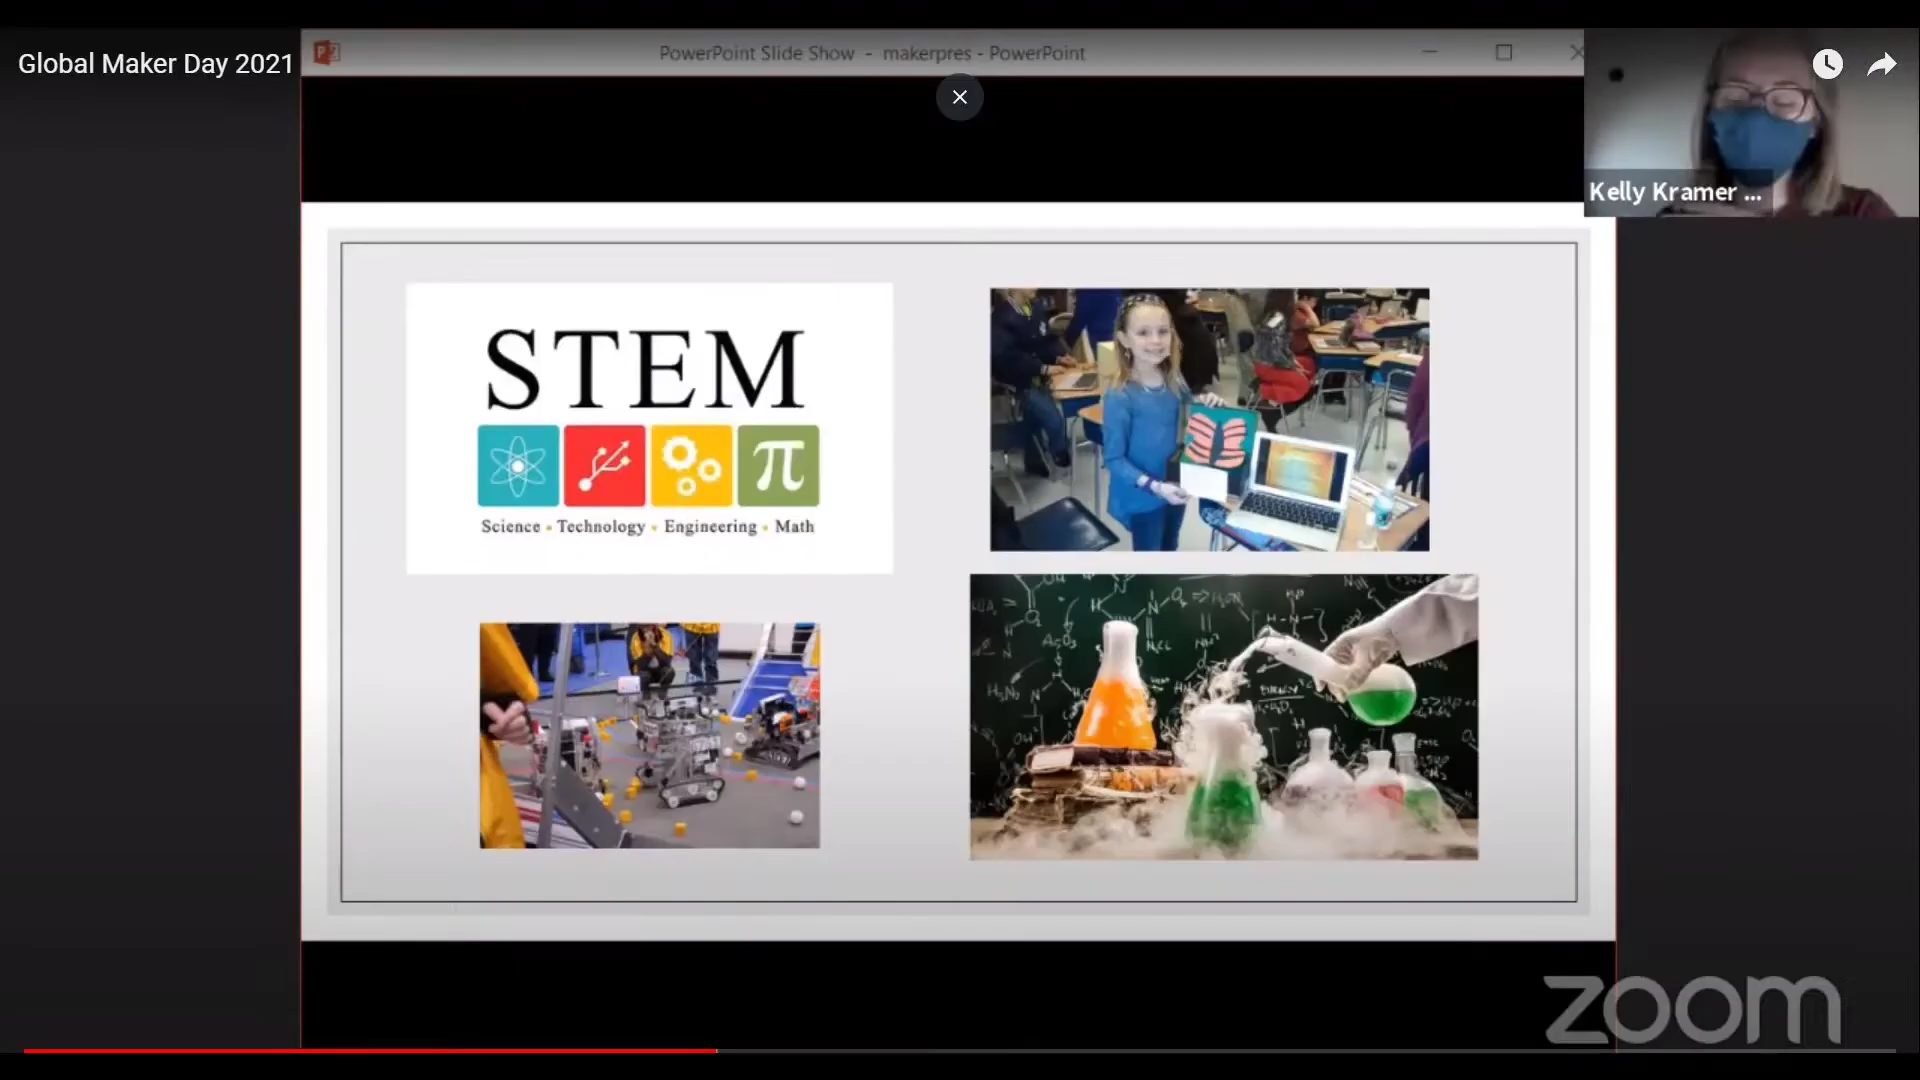 Global Maker Day 2021
PowerPoint Slide Show - makerpres - PowerPoint
Kelly Kramer ...
STEM
π
Science • Technology • Engineering • Math
zoom